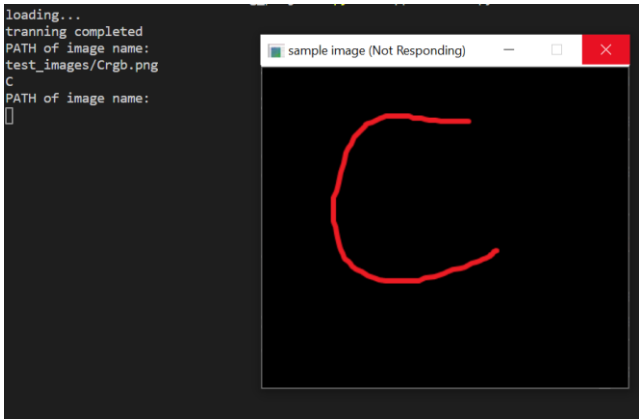 loading...
tranning completed
PATH of image name:
test_images/Crgb.png
C
PATH of image name:
sample image (Not Responding)
C